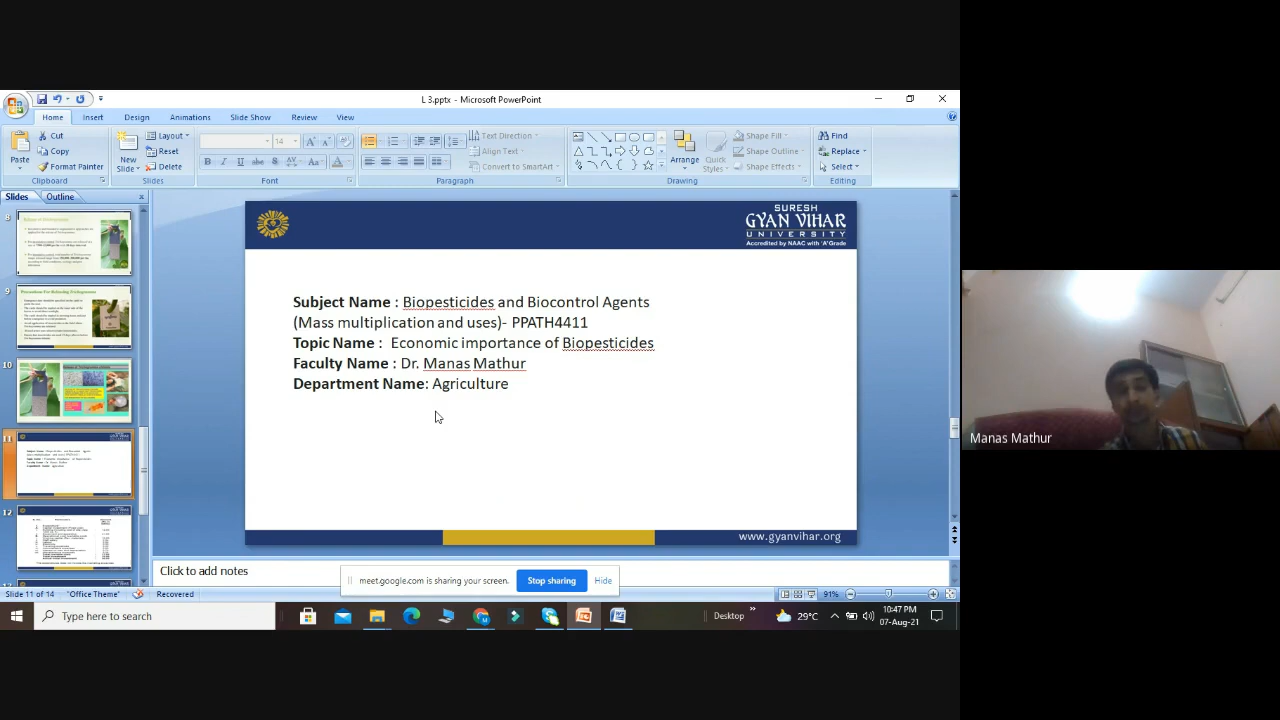 L 3.pptx - Microsoft PowerPoint
Home Insert Design Animations Slide Show Review View
Cut
Copy
Format Painter
Paste
Clipboard
New Slide
Layout
Reset
Delete
Slides
14
Font
Text Direction
Align Text
Convert to SmartArt
Paragraph
Arrange
Quick Styles
Shape Fill
Shape Outline
Shape Effects
Drawing
Find
Replace
Select
Editing
Slides Outline
8
9
10
11
12
SURESH
GYAN VIHAR
UNIVERSITY
Accredited by NAAC with 'A' Grade
Subject Name : Biopesticides and Biocontrol Agents
(Mass multiplication and uses)- PPATH4411
Topic Name : Economic importance of Biopesticides
Faculty Name : Dr. Manas Mathur
Department Name: Agriculture
www.gyanvihar.org
Click to add notes
meet.google.com is sharing your screen. Stop sharing Hide
Slide 11 of 14 "Office Theme" Recovered 91%
Type here to search
Desktop 29°C
10:47 PM
07-Aug-21
Manas Mathur